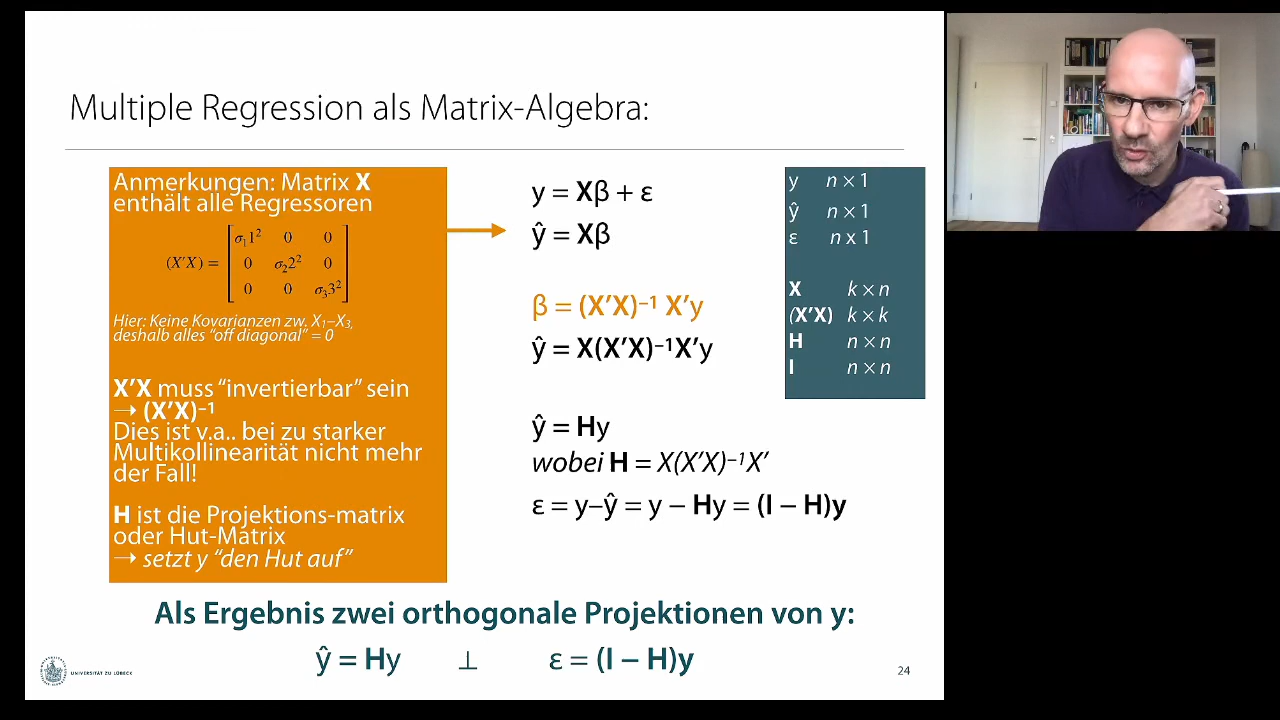 Multiple Regression als Matrix-Algebra:
Anmerkungen: Matrix X
enthält alle Regressoren
(X′X) =
σ₁1² 0 0
0 σ₂2² 0
0 0 σ₃3²
Hier: Keine Kovarianzen zw. X₁–X₃,
deshalb alles "off diagonal" = 0
X′X muss "invertierbar" sein
→ (X′X)⁻¹
Dies ist v.a.. bei zu starker
Multikollinearität nicht mehr
der Fall!
H ist die Projektions-matrix
oder Hut-Matrix
→ setzt y "den Hut auf"
y = Xβ + ε
ŷ = Xβ
β = (X′X)⁻¹ X′y
ŷ = X(X′X)⁻¹X′y
ŷ = Hy
wobei H = X(X′X)⁻¹X′
ε = y–ŷ = y − Hy = (I − H)y
y n × 1
ŷ n × 1
ε n x 1
X k × n
(X′X) k × k
H n × n
I n × n
Als Ergebnis zwei orthogonale Projektionen von y:
ŷ = Hy ⊥ ε = (I − H)y
UNIVERSITÄT ZU LÜBECK
24